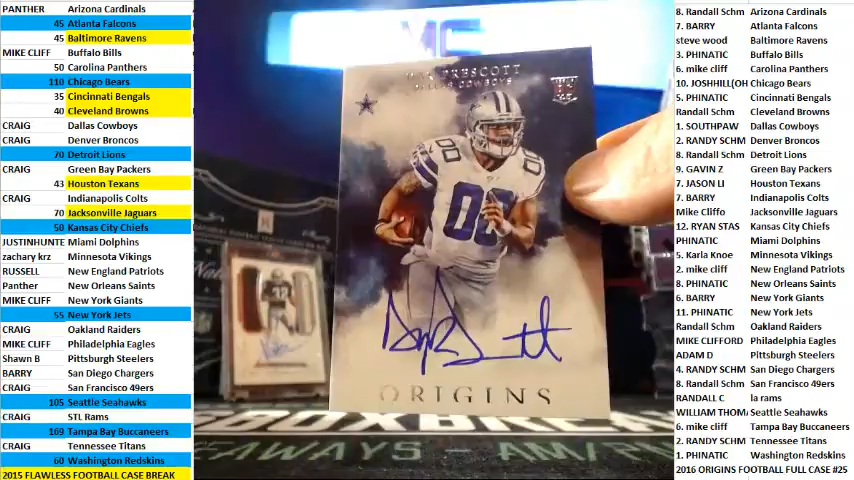 PANTHER Arizona Cardinals
45 Atlanta Falcons
45 Baltimore Ravens
MIKE CLIFF Buffalo Bills
50 Carolina Panthers
110 Chicago Bears
35 Cincinnati Bengals
40 Cleveland Browns
CRAIG Dallas Cowboys
CRAIG Denver Broncos
70 Detroit Lions
CRAIG Green Bay Packers
43 Houston Texans
CRAIG Indianapolis Colts
70 Jacksonville Jaguars
50 Kansas City Chiefs
JUSTINHUNTE Miami Dolphins
zachary krz Minnesota Vikings
RUSSELL New England Patriots
Panther New Orleans Saints
MIKE CLIFF New York Giants
55 New York Jets
CRAIG Oakland Raiders
MIKE CLIFF Philadelphia Eagles
Shawn B Pittsburgh Steelers
BARRY San Diego Chargers
CRAIG San Francisco 49ers
105 Seattle Seahawks
CRAIG STL Rams
169 Tampa Bay Buccaneers
CRAIG Tennessee Titans
60 Washington Redskins
2015 FLAWLESS FOOTBALL CASE BREAK
PRESCOTT
DALLAS COWBOYS
00
ORIGINS
8. Randall Schm Arizona Cardinals
7. BARRY Atlanta Falcons
steve wood Baltimore Ravens
3. PHINATIC Buffalo Bills
6. mike cliff Carolina Panthers
10. JOSHHILL(OH Chicago Bears
5. PHINATIC Cincinnati Bengals
Randall Schm Cleveland Browns
1. SOUTHPAW Dallas Cowboys
2. RANDY SCHM Denver Broncos
8. Randall Schm Detroit Lions
9. GAVIN Z Green Bay Packers
7. JASON LI Houston Texans
7. BARRY Indianapolis Colts
Mike Cliffo Jacksonville Jaguars
12. RYAN STAS Kansas City Chiefs
PHINATIC Miami Dolphins
5. Karla Knoe Minnesota Vikings
2. mike cliff New England Patriots
8. PHINATIC New Orleans Saints
6. BARRY New York Giants
11. PHINATIC New York Jets
Randall Schm Oakland Raiders
MIKE CLIFFORD Philadelphia Eagles
ADAM D Pittsburgh Steelers
4. RANDY SCHM San Diego Chargers
8. Randall Schm San Francisco 49ers
RANDALL C la rams
WILLIAM THOM Seattle Seahawks
6. mike cliff Tampa Bay Buccaneers
2. RANDY SCHM Tennessee Titans
1. PHINATIC Washington Redskins
2016 ORIGINS FOOTBALL FULL CASE #25